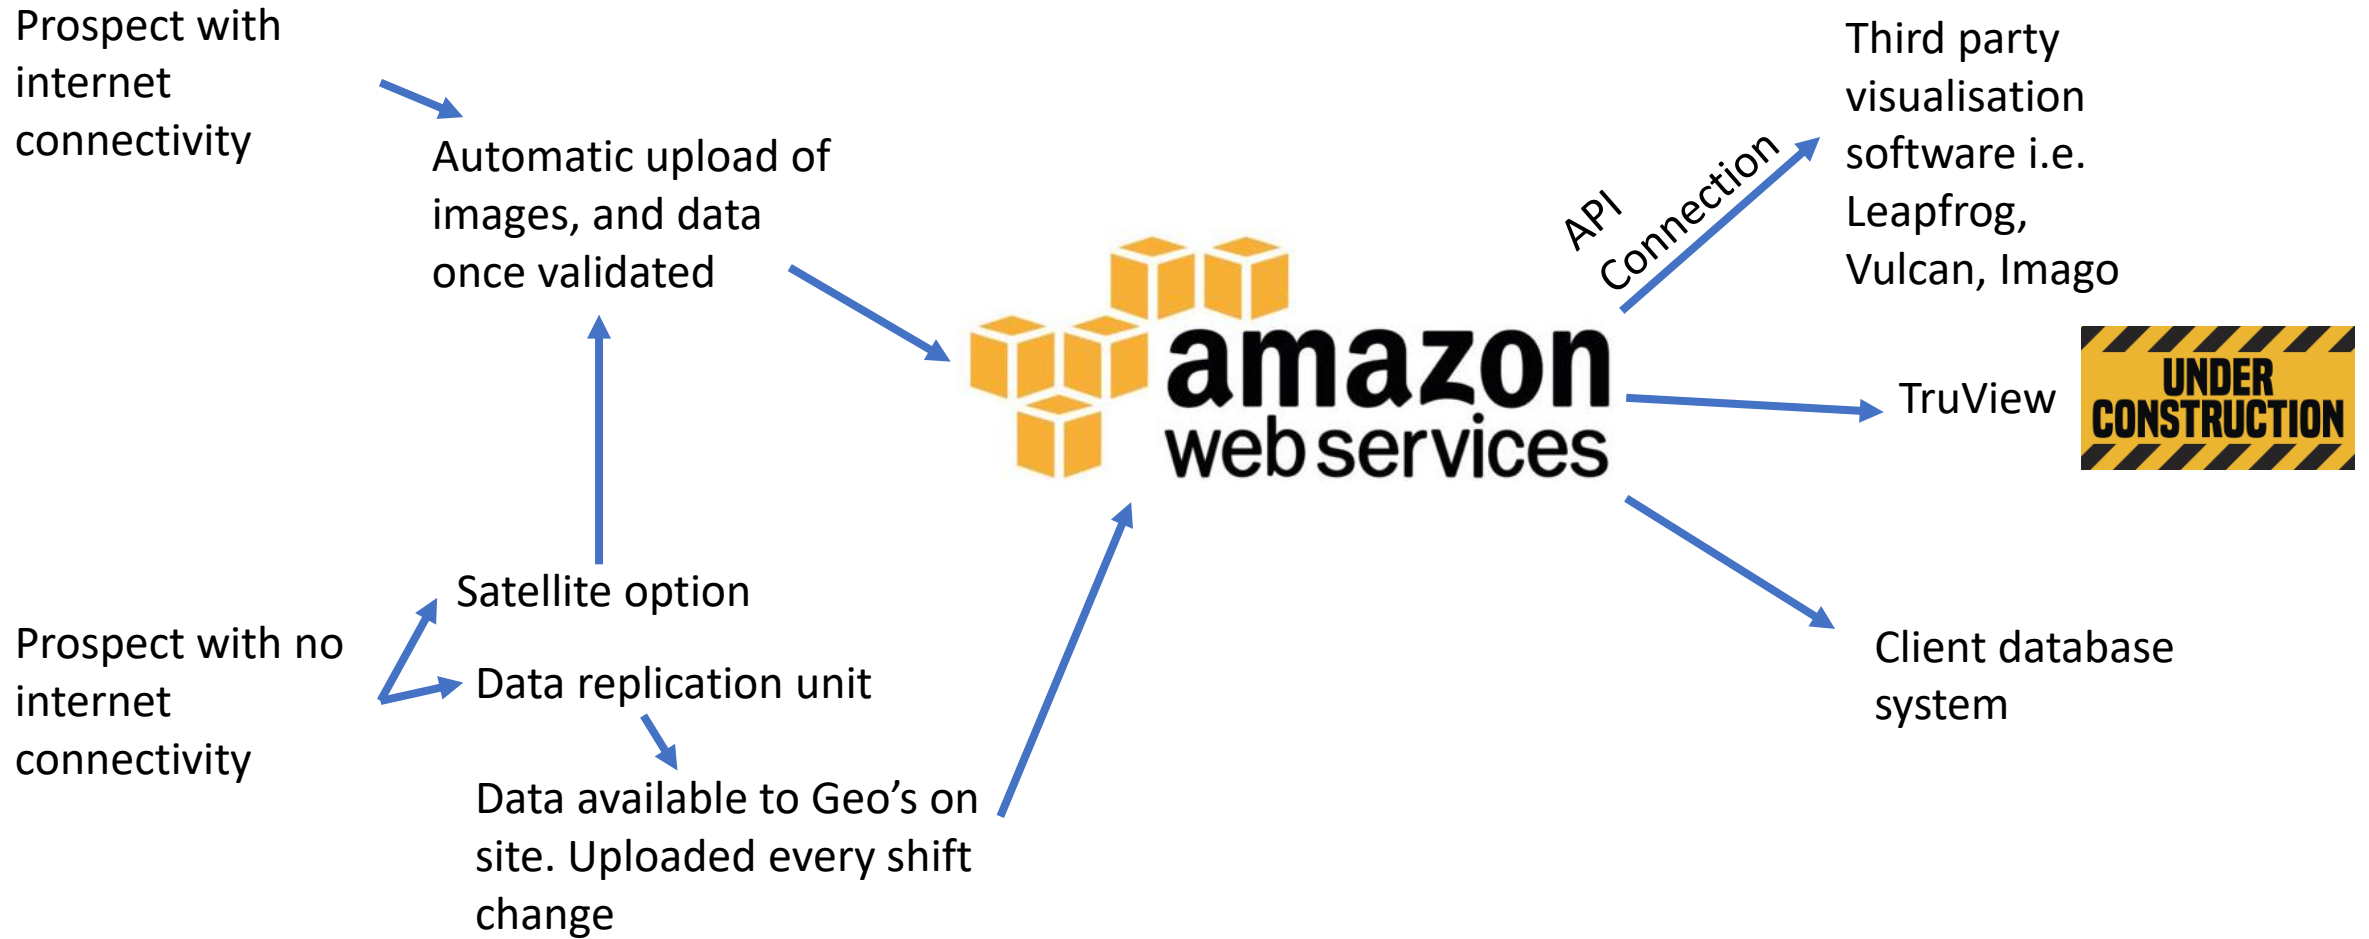 Prospect with
internet
connectivity
Automatic upload of
images, and data
once validated
Satellite option
Prospect with no
internet
connectivity
Data replication unit
Data available to Geo’s on
site. Uploaded every shift
change
amazon
web services
API
Connection
Third party
visualisation
software i.e.
Leapfrog,
Vulcan, Imago
TruView
UNDER
CONSTRUCTION
Client database
system